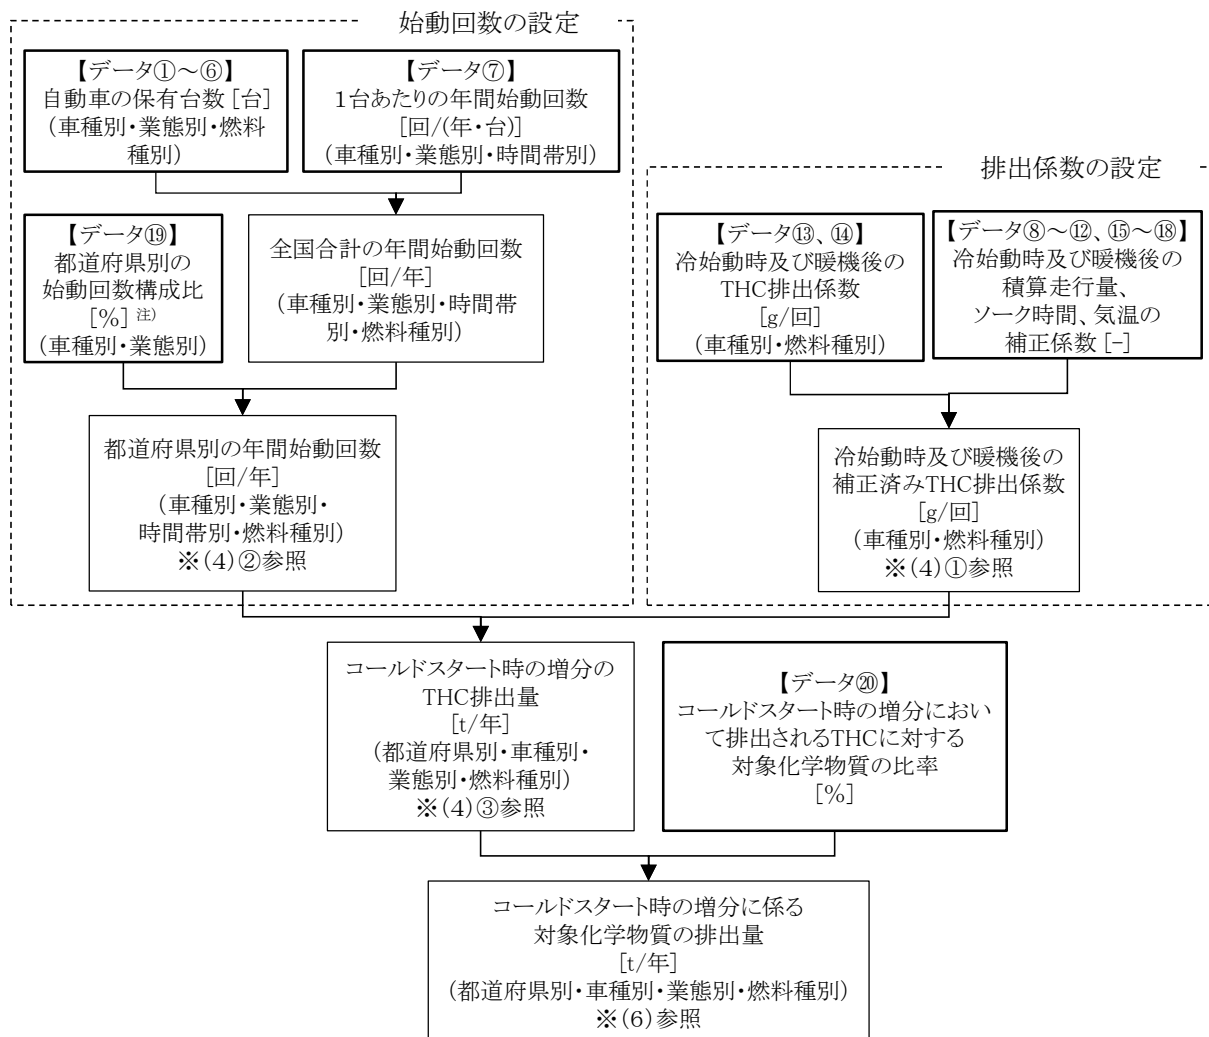 始動回数の設定
【データ①～⑥】
自動車の保有台数［台］
（車種別・業態別・燃料
種別）
【データ⑦】
１台あたりの年間始動回数
［回/(年・台)］
（車種別・業態別・時間帯別）
【データ⑲】
都道府県別の
始動回数構成比
［%］注)
（車種別・業態別）
全国合計の年間始動回数
［回/年］
（車種別・業態別・時間帯
別・燃料種別）
都道府県別の年間始動回数
［回/年］
（車種別・業態別・
時間帯別・燃料種別）
※(4)②参照
排出係数の設定
【データ⑬、⑭】
冷始動時及び暖機後の
THC排出係数
［g/回］
（車種別・燃料種別）
【データ⑧～⑫、⑮～⑱】
冷始動時及び暖機後の
積算走行量、
ソーク時間、気温の
補正係数［-］
冷始動時及び暖機後の
補正済みTHC排出係数
［g/回］
（車種別・燃料種別）
※(4)①参照
コールドスタート時の増分の
THC排出量
［t/年］
（都道府県別・車種別・
業態別・燃料種別）
※(4)③参照
【データ⑳】
コールドスタート時の増分におい
て排出されるTHCに対する
対象化学物質の比率
［%］
コールドスタート時の増分に係る
対象化学物質の排出量
［t/年］
（都道府県別・車種別・業態別・燃料種別）
※(6)参照